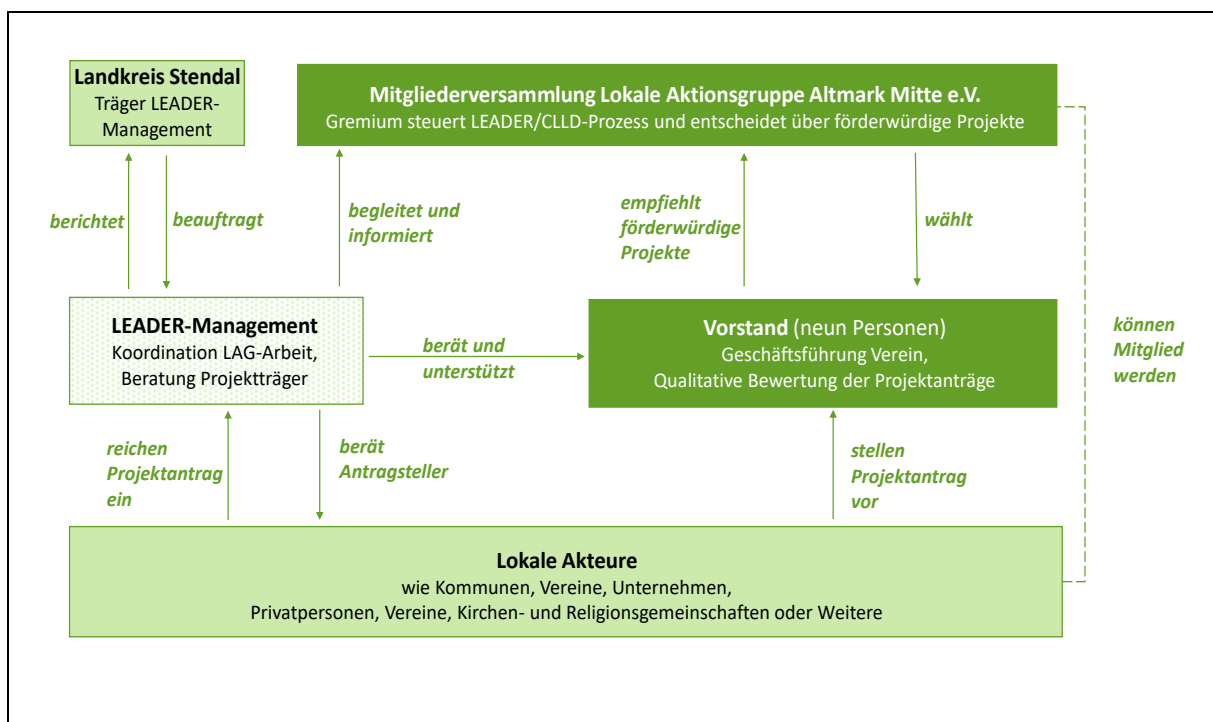 Landkreis Stendal
Träger LEADER-
Management
Mitgliederversammlung Lokale Aktionsgruppe Altmark Mitte e.V.
Gremium steuert LEADER/CLLD-Prozess und entscheidet über förderwürdige Projekte
berichtet
beauftragt
begleitet und
informiert
empfiehlt
förderwürdige
Projekte
wählt
LEADER-Management
Koordination LAG-Arbeit,
Beratung Projektträger
berät und
unterstützt
Vorstand (neun Personen)
Geschäftsführung Verein,
Qualitative Bewertung der Projektanträge
können
Mitglied
werden
reichen
Projektantrag
ein
berät
Antragsteller
stellen
Projektantrag
vor
Lokale Akteure
wie Kommunen, Vereine, Unternehmen,
Privatpersonen, Vereine, Kirchen- und Religionsgemeinschaften oder Weitere